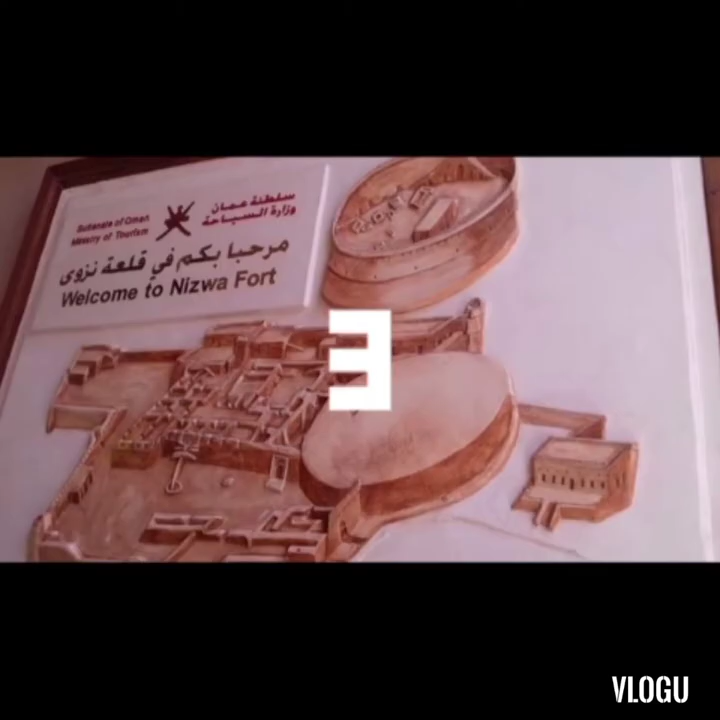 Sultanate of Oman
Ministry of Tourism
سلطنة عمان
وزارة السياحة
مرحبا بكم في قلعة نزوى
Welcome to Nizwa Fort
3
VLOGU